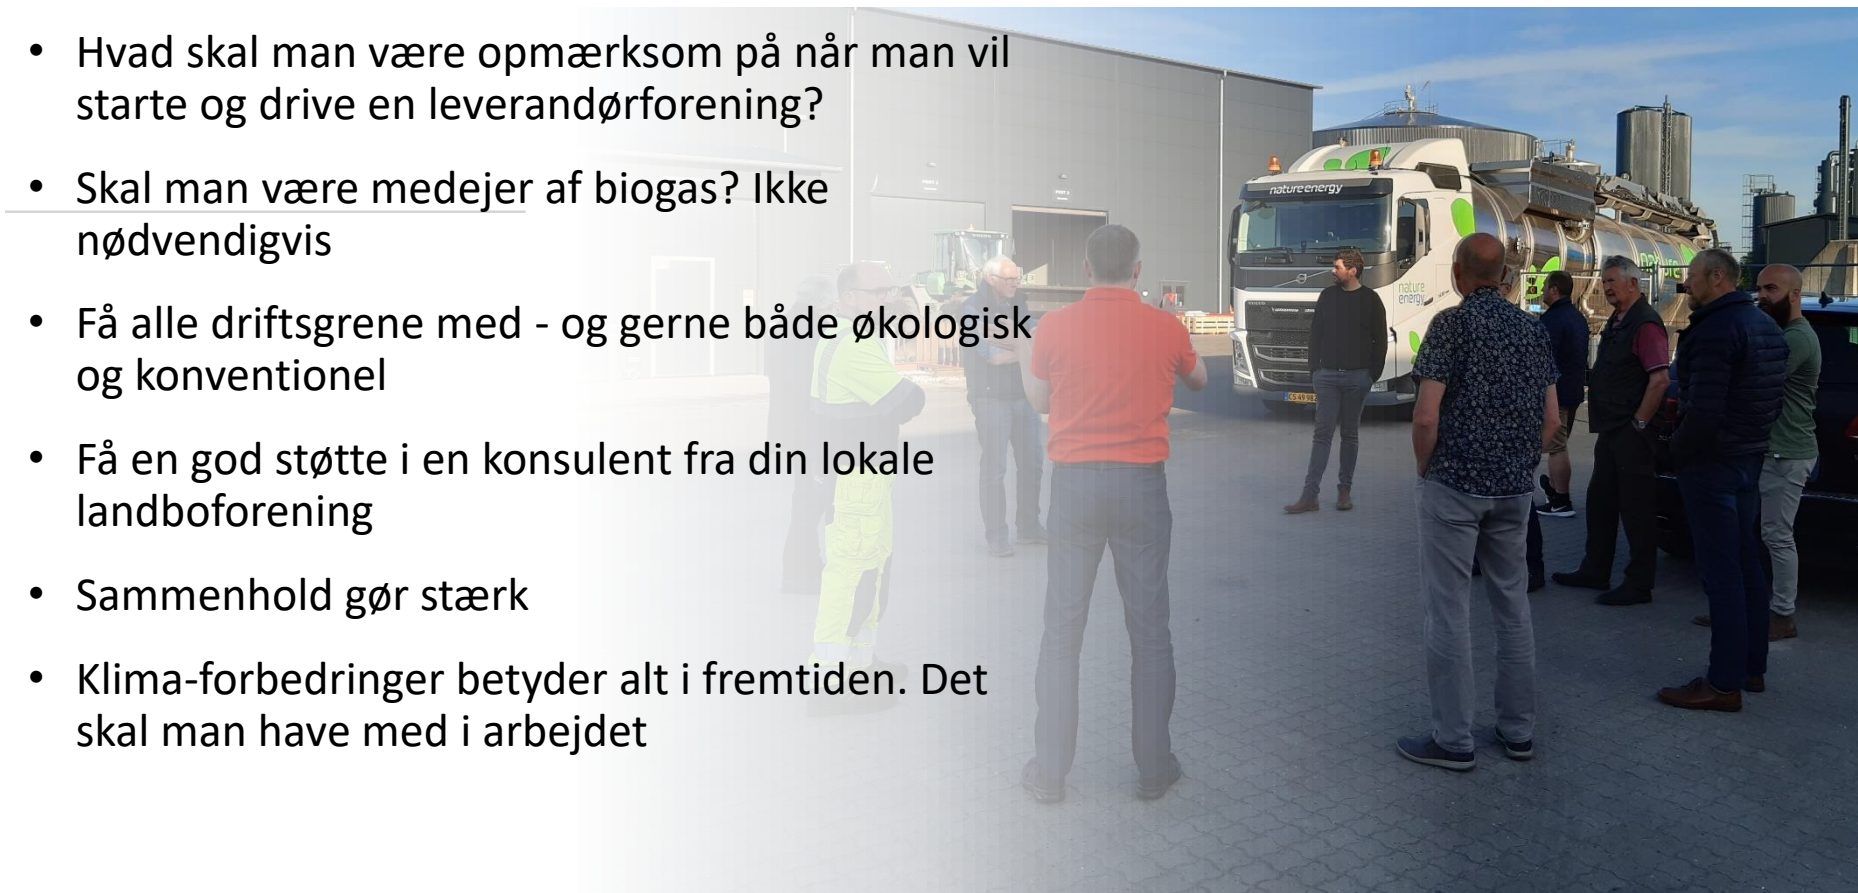 • Hvad skal man være opmærksom på når man vil
starte og drive en leverandørforening?
• Skal man være medejer af biogas? Ikke
nødvendigvis
• Få alle driftsgrene med - og gerne både økologisk
og konventionel
• Få en god støtte i en konsulent fra din lokale
landboforening
• Sammenhold gør stærk
• Klima-forbedringer betyder alt i fremtiden. Det
skal man have med i arbejdet
nature energy
nature
energy
nature